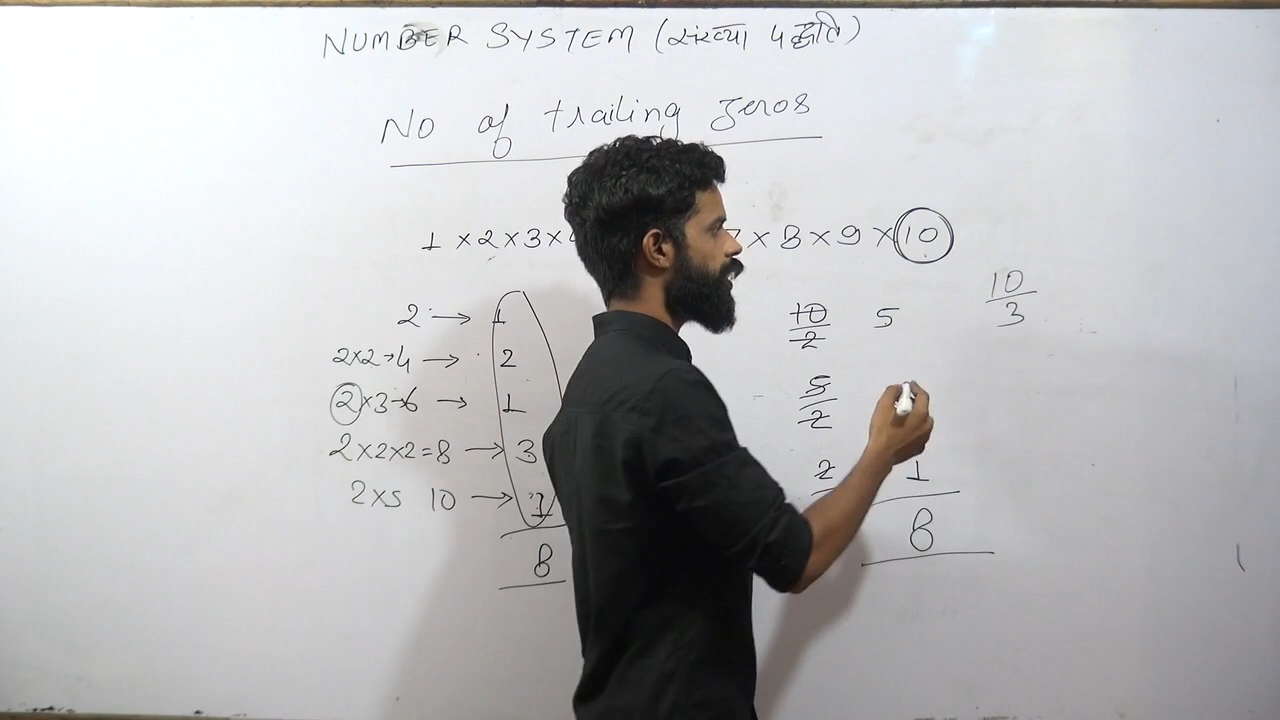 NUMBER SYSTEM (संख्या पद्धति)
NO of trailing zeros
1 × 2 × 3 × 7 × 8 × 9 × 10
2 → 1
2×2→4 → 2
2×3→6 → 1
2×2×2=8 → 3
2×5 10 → 1
8
10/2 5
5/2
2 1
8
10/3